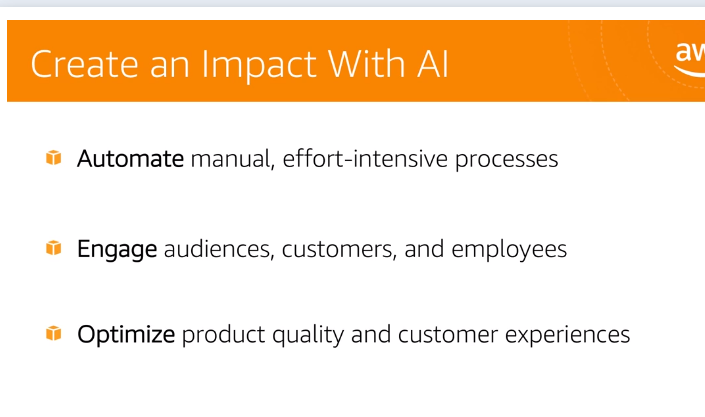 Create an Impact With AI
aw
Automate manual, effort-intensive processes
Engage audiences, customers, and employees
Optimize product quality and customer experiences